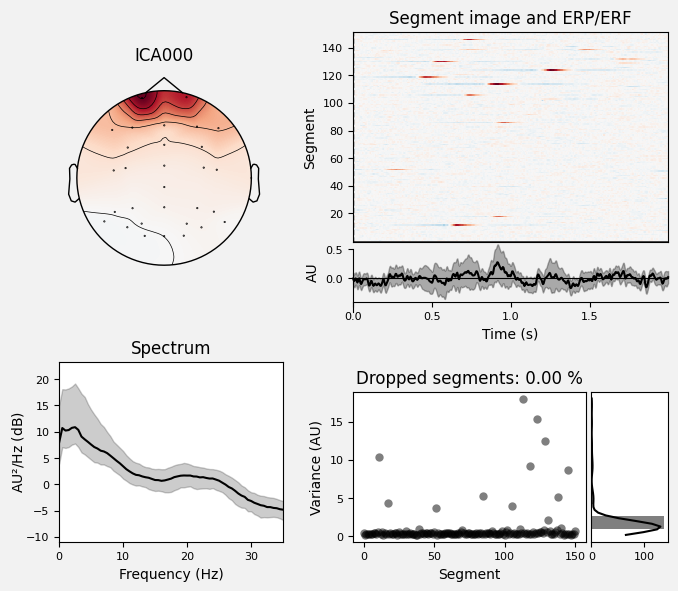 ICA000
Segment image and ERP/ERF
Segment
140
120
100
80
60
40
20
AU
0.5
0.0
0.0 0.5 1.0 1.5
Time (s)
Spectrum
AU²/Hz (dB)
20
15
10
5
0
−5
−10
0 10 20 30
Frequency (Hz)
Dropped segments: 0.00 %
Variance (AU)
15
10
5
0
0 50 100 150
0 100
Segment